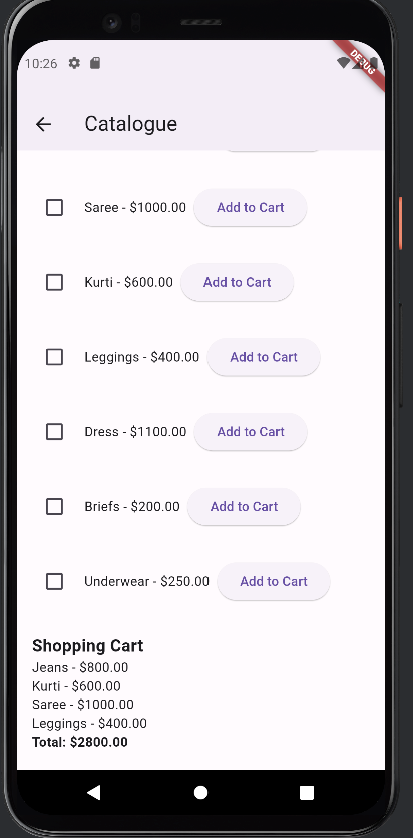 10:26
DEBUG
Catalogue
Saree - $1000.00 Add to Cart
Kurti - $600.00 Add to Cart
Leggings - $400.00 Add to Cart
Dress - $1100.00 Add to Cart
Briefs - $200.00 Add to Cart
Underwear - $250.00 Add to Cart
Shopping Cart
Jeans - $800.00
Kurti - $600.00
Saree - $1000.00
Leggings - $400.00
Total: $2800.00